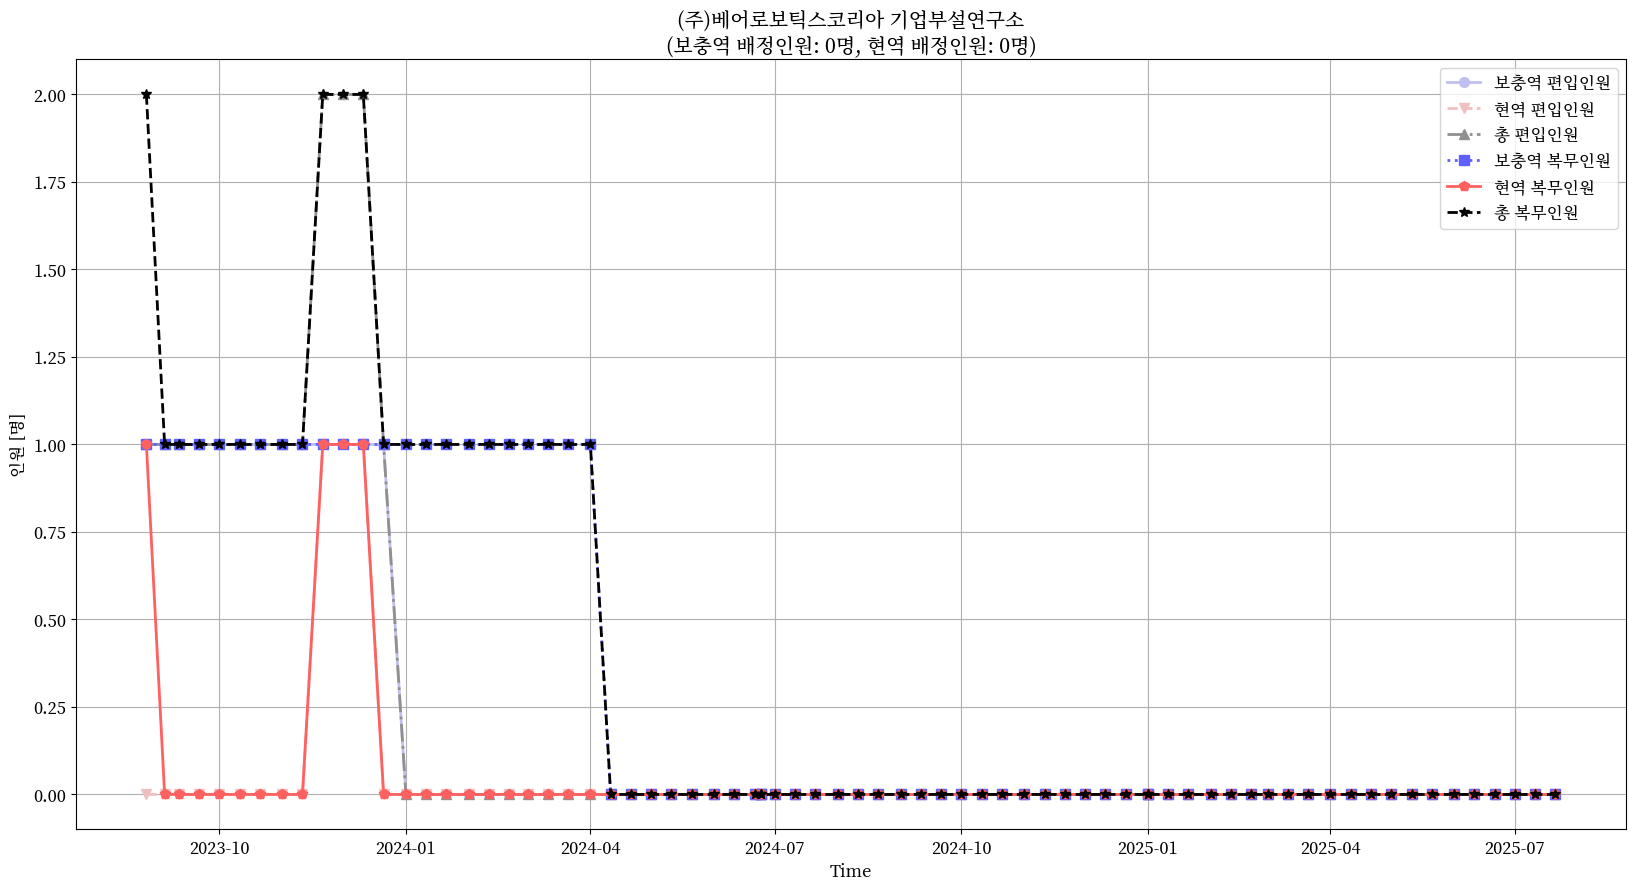 (주)베어로보틱스코리아 기업부설연구소
(보충역 배정인원: 0명, 현역 배정인원: 0명)
보충역 편입인원
현역 편입인원
총 편입인원
보충역 복무인원
현역 복무인원
총 복무인원
인원 [명]
2.00
1.75
1.50
1.25
1.00
0.75
0.50
0.25
0.00
2023-10
2024-01
2024-04
2024-07
2024-10
2025-01
2025-04
2025-07
Time